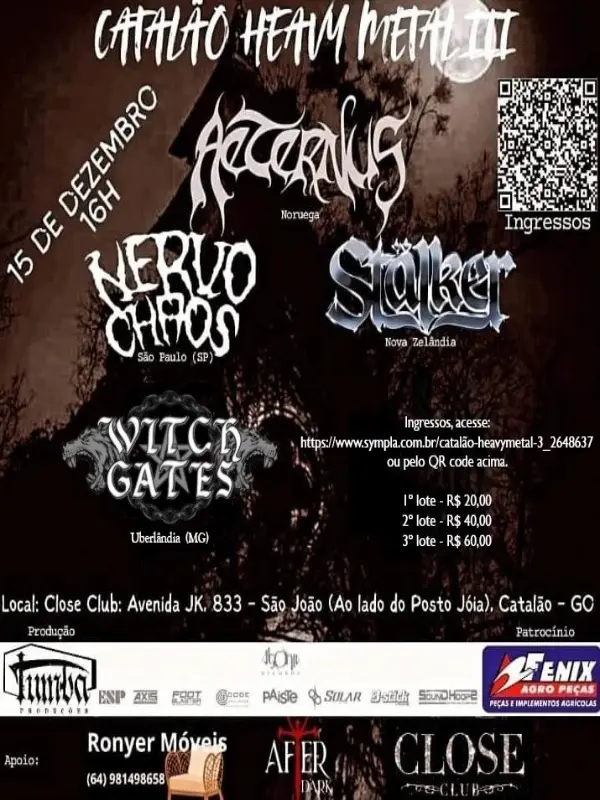 CATALÃO HEAVY METAL III
15 DE DEZEMBRO
16H
AETERNUS
Noruega
Ingressos
NERVO
CHAOS
São Paulo (SP)
Stälker
Nova Zelândia
WITCH
GATES
Uberlândia (MG)
Ingressos, acesse:
https://www.sympla.com.br/catalão-heavymetal-3_2648637
ou pelo QR code acima.
1º lote - R$ 20,00
2º lote - R$ 40,00
3º lote - R$ 60,00
Local: Close Club: Avenida JK. 833 - São João (Ao lado do Posto Jóia). Catalão - GO
Produção
Patrocínio
Tumba
PRODUÇÕES
ESP
AXIS
PAiSTe
SOLAR
SOUNDHOOPS
FENIX
AGRO PEÇAS
PEÇAS E IMPLEMENTOS AGRÍCOLAS
Apoio:
Ronyer Móveis
(64) 981498658
AFTER
DARK
CLOSE
CLUB